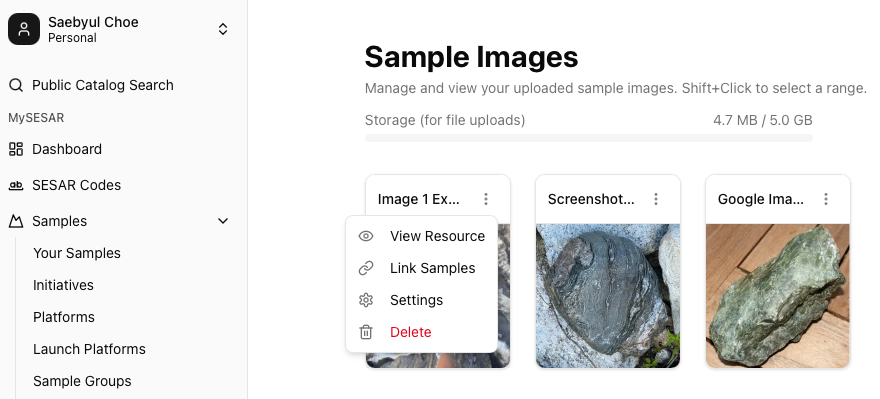 Saebyul Choe
Personal
Public Catalog Search
MySESAR
Dashboard
SESAR Codes
Samples
Your Samples
Initiatives
Platforms
Launch Platforms
Sample Groups
Sample Images
Manage and view your uploaded sample images. Shift+Click to select a range.
Storage (for file uploads) 4.7 MB / 5.0 GB
Image 1 Ex...
Screenshot...
Google Ima...
View Resource
Link Samples
Settings
Delete